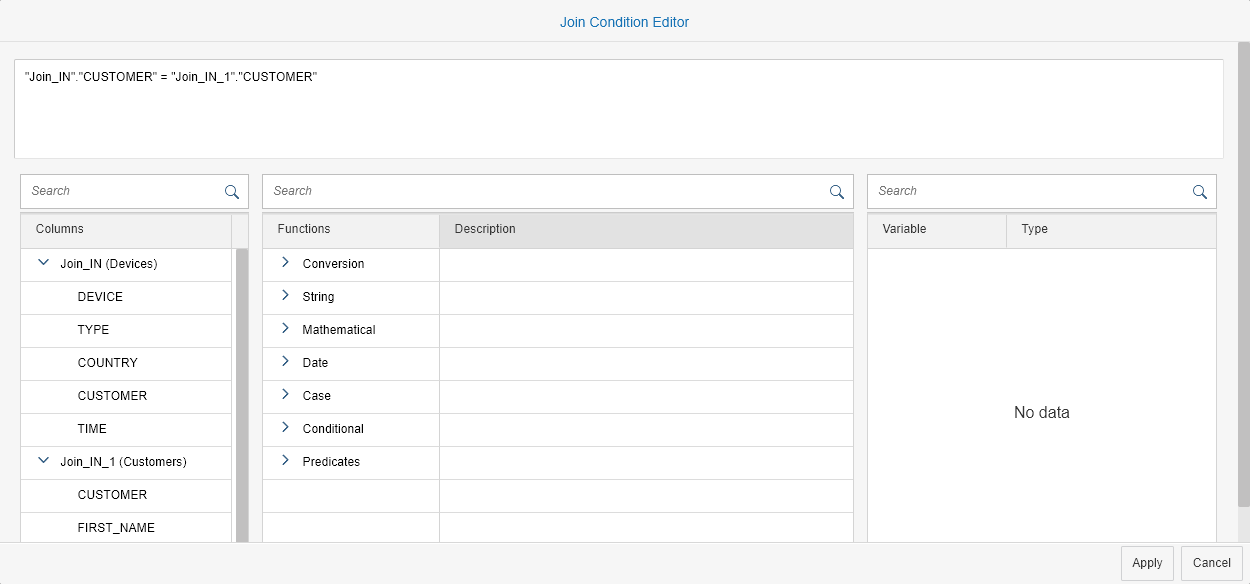 Join Condition Editor
"Join_IN"."CUSTOMER" = "Join_IN_1"."CUSTOMER"
Search
Search
Search
Columns
Functions
Description
Variable
Type
Join_IN (Devices)
DEVICE
TYPE
COUNTRY
CUSTOMER
TIME
Join_IN_1 (Customers)
CUSTOMER
FIRST_NAME
Conversion
String
Mathematical
Date
Case
Conditional
Predicates
No data
Apply
Cancel